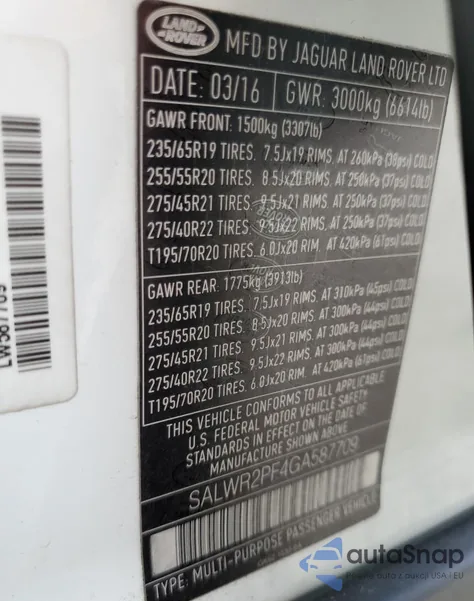 LAND
ROVER
MFD BY JAGUAR LAND ROVER LTD
DATE: 03/16 GWR: 3000kg (6614lb)
GAWR FRONT: 1500kg (3307lb)
235/65R19 TIRES. 7.5Jx19 RIMS, AT 260kPa (38psi) COLD
255/55R20 TIRES. 8.5Jx20 RIMS, AT 250kPa (37psi) COLD
275/45R21 TIRES. 9.5Jx21 RIMS, AT 250kPa (37psi) COLD
275/40R22 TIRES. 9.5Jx22 RIMS, AT 250kPa (37psi) COLD
T195/70R20 TIRES. 6.0Jx20 RIM, AT 420kPa (61psi) COLD
GAWR REAR: 1775kg (3913lb)
235/65R19 TIRES. 7.5Jx19 RIMS, AT 310kPa (45psi) COLD
255/55R20 TIRES. 8.5Jx20 RIMS, AT 300kPa (44psi) COLD
275/45R21 TIRES. 9.5Jx21 RIMS, AT 300kPa (44psi) COLD
275/40R22 TIRES. 9.5Jx22 RIMS, AT 300kPa (44psi) COLD
T195/70R20 TIRES. 6.0Jx20 RIM, AT 420kPa (61psi) COLD
THIS VEHICLE CONFORMS TO ALL APPLICABLE
U.S. FEDERAL MOTOR VEHICLE SAFETY
STANDARDS IN EFFECT ON THE DATE OF
MANUFACTURE SHOWN ABOVE
SALWR2PF4GA587709
TYPE: MULTI-PURPOSE PASSENGER VEHICLE
LW587709
autoSnap
Twoje auto z aukcji USA i EU